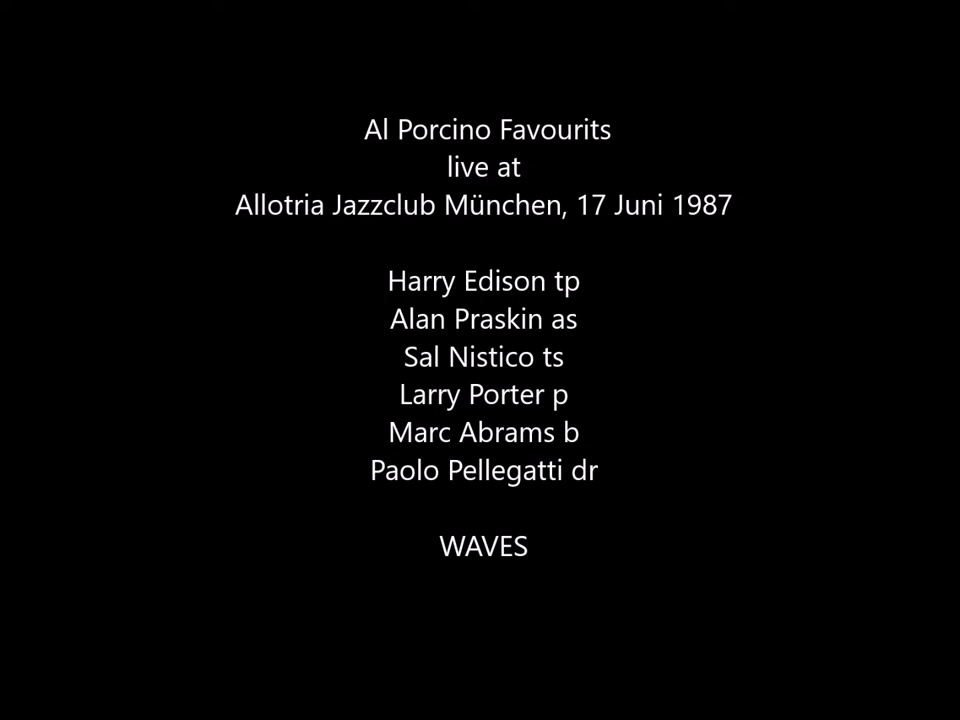 Al Porcino Favourits
live at
Allotria Jazzclub München, 17 Juni 1987
Harry Edison tp
Alan Praskin as
Sal Nistico ts
Larry Porter p
Marc Abrams b
Paolo Pellegatti dr
WAVES